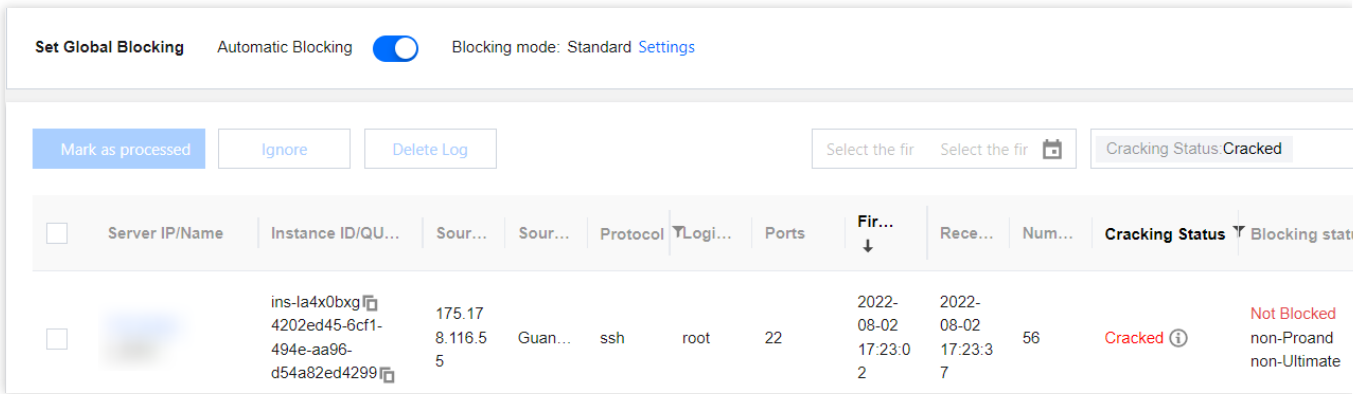 Set Global Blocking Automatic Blocking Blocking mode: Standard Settings
Mark as processed Ignore Delete Log Select the fir Select the fir Cracking Status:Cracked
Server IP/Name Instance ID/QU... Sour... Sour... Protocol Logi... Ports Fir... Rece... Num... Cracking Status Blocking statu
ins-la4x0bxg
4202ed45-6cf1-
494e-aa96-
d54a82ed4299
175.17
8.116.5
5
Guan...
ssh
root
22
2022-
08-02
17:23:0
2
2022-
08-02
17:23:3
7
56
Cracked
Not Blocked
non-Proand
non-Ultimate